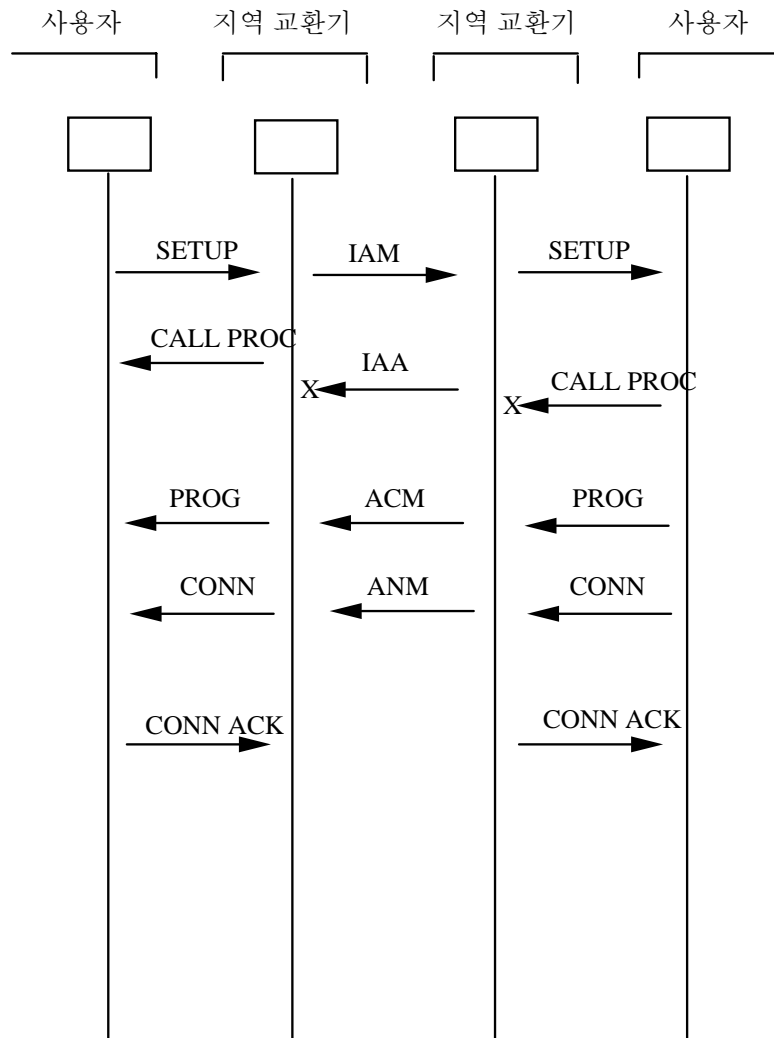 사용자 지역 교환기 지역 교환기 사용자
SETUP IAM SETUP
CALL PROC IAA CALL PROC
X X
PROG ACM PROG
CONN ANM CONN
CONN ACK CONN ACK